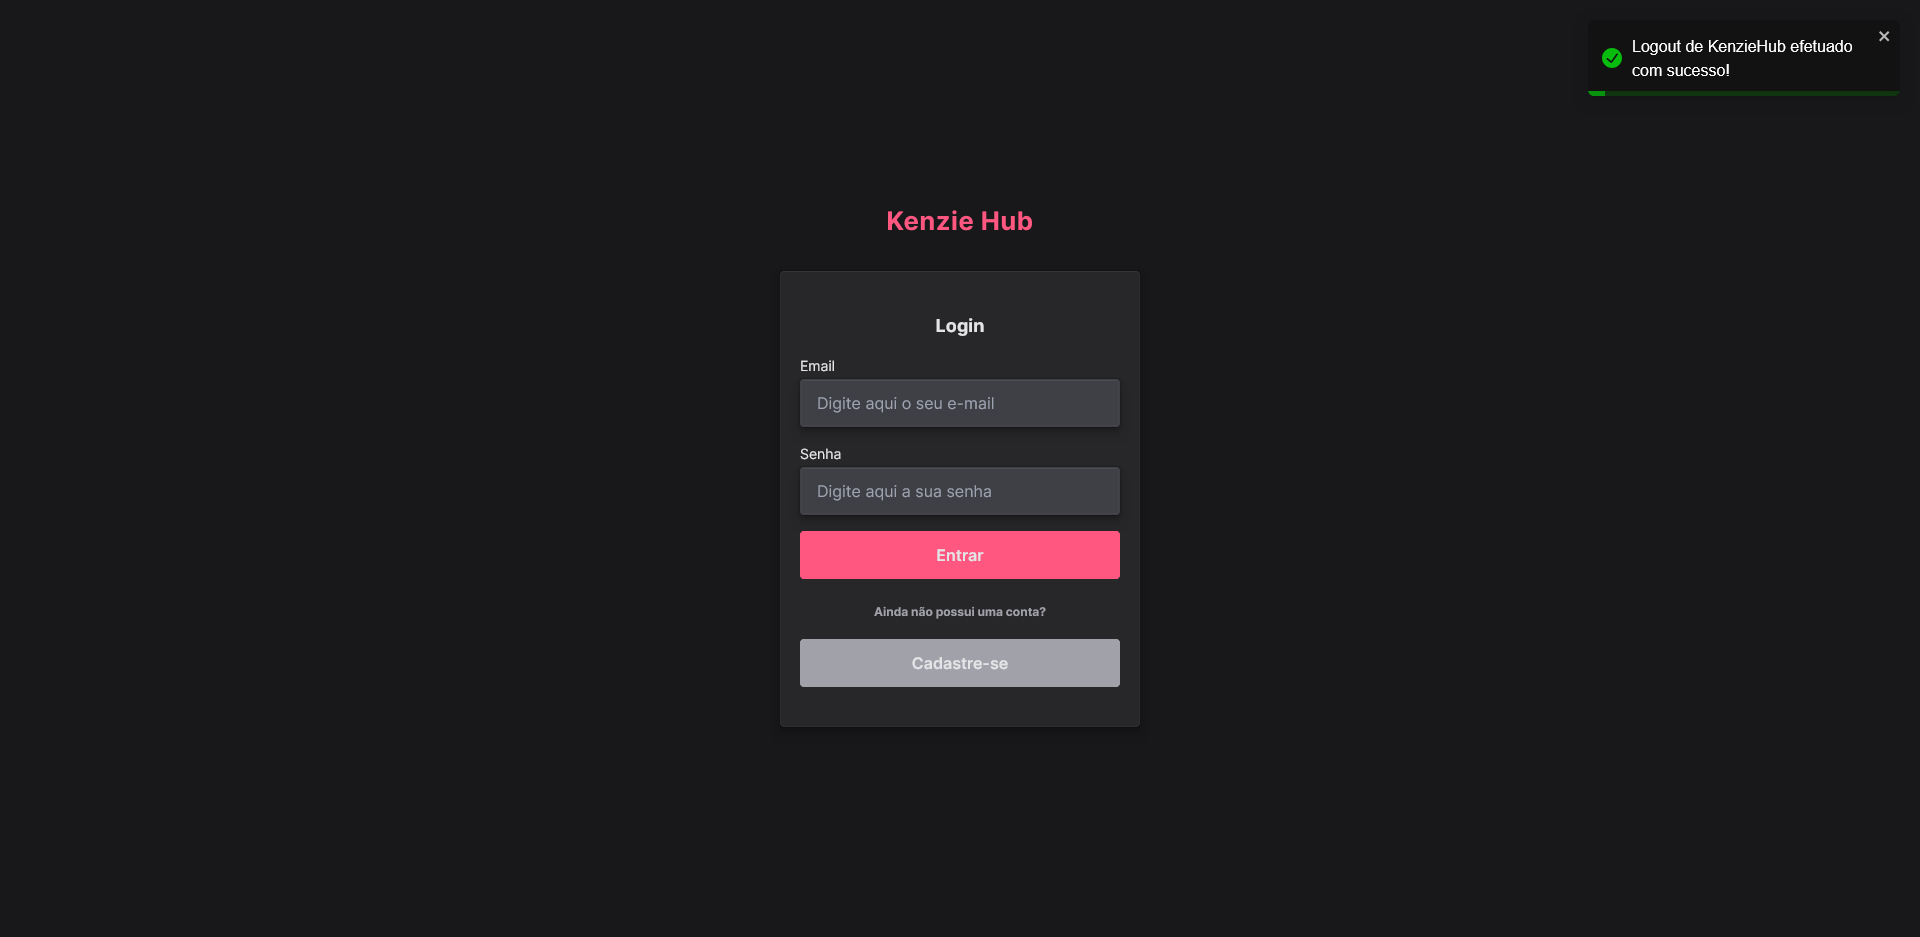 Logout de KenzieHub efetuado
com sucesso!
Kenzie Hub
Login
Email
Digite aqui o seu e-mail
Senha
Digite aqui a sua senha
Entrar
Ainda não possui uma conta?
Cadastre-se